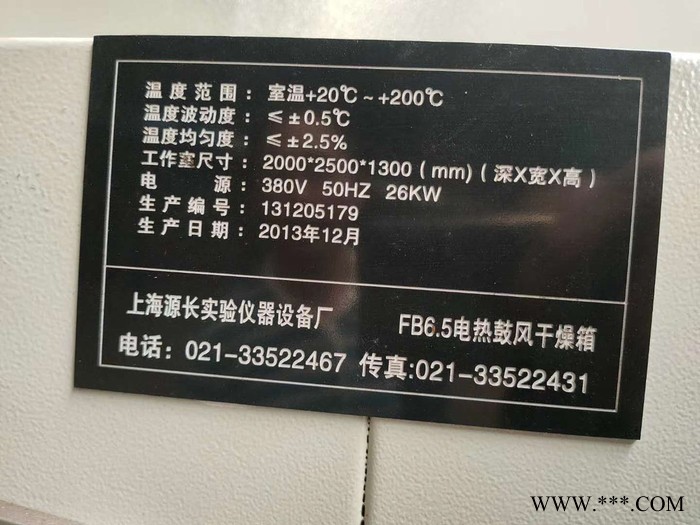 温度范围：室温+20℃～+200℃
温度波动度：≤±0.5℃
温度均匀度：≤±2.5%
工作室尺寸：2000*2500*1300（mm）（深X宽X高）
电源：380V 50HZ 26KW
生产编号：131205179
生产日期：2013年12月
上海源长实验仪器设备厂 FB6.5电热鼓风干燥箱
电话：021-33522467 传真:021-33522431
WWW.***.COM